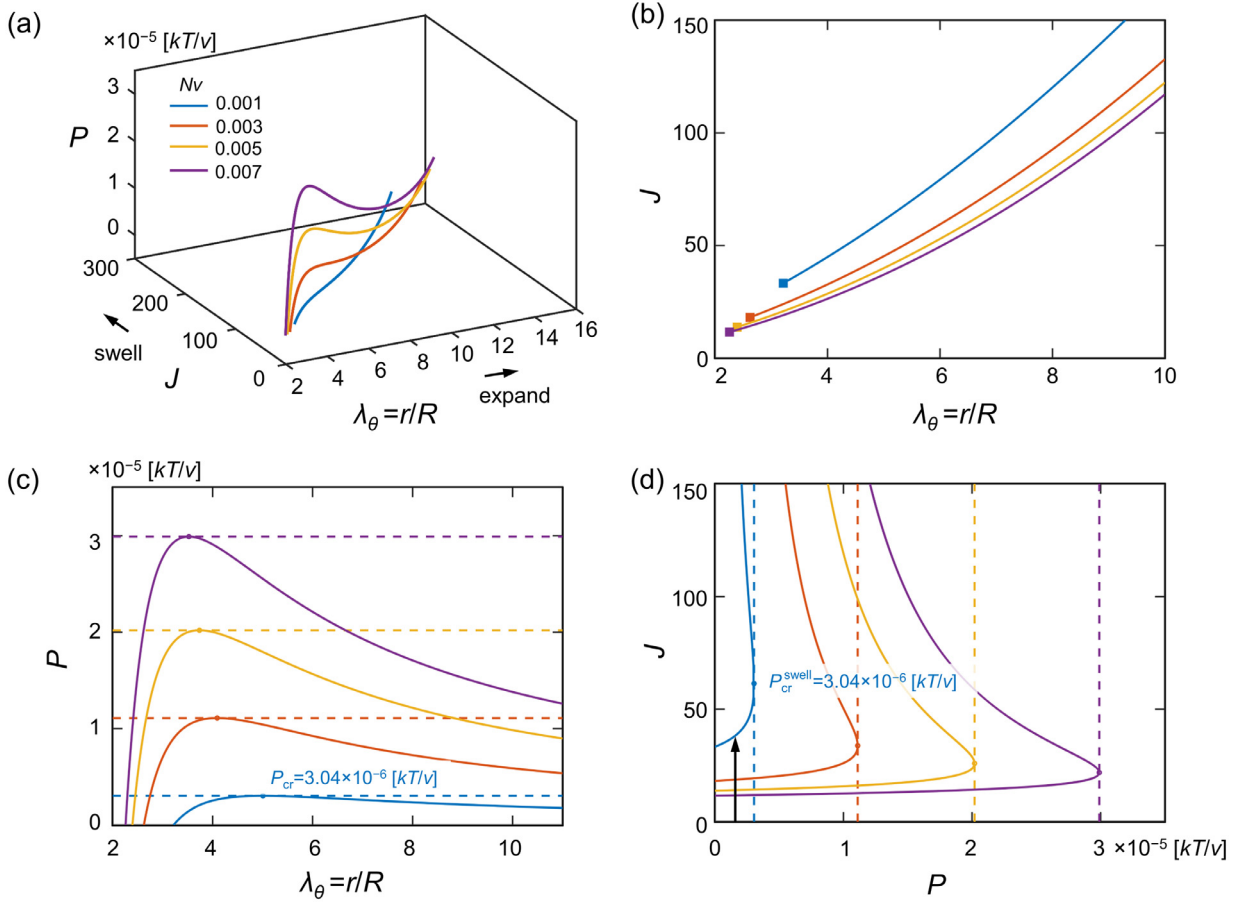 (a)
×10⁻⁵ [kT/v]
3
2
P
1
0
300
200
100
0
swell
J
Nv
0.001
0.003
0.005
0.007
2
4
6
8
10
12
14
16
expand
λθ=r/R
(b)
150
100
J
50
0
2
4
6
8
10
λθ=r/R
(c)
×10⁻⁵ [kT/v]
3
2
P
1
0
Pcr=3.04×10⁻⁶ [kT/v]
2
4
6
8
10
λθ=r/R
(d)
150
100
J
50
0
Pcr^swell=3.04×10⁻⁶ [kT/v]
0
1
2
3 ×10⁻⁵ [kT/v]
P